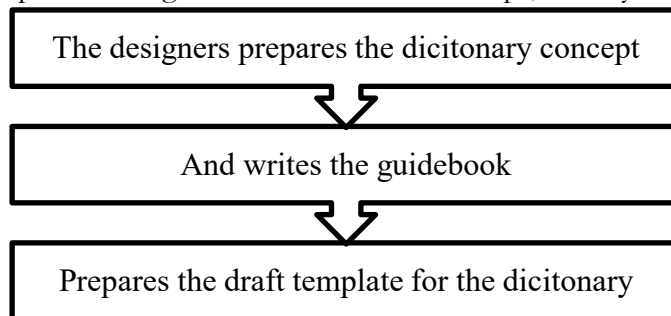 The designers prepares the dicitonary concept
And writes the guidebook
Prepares the draft template for the dicitonary